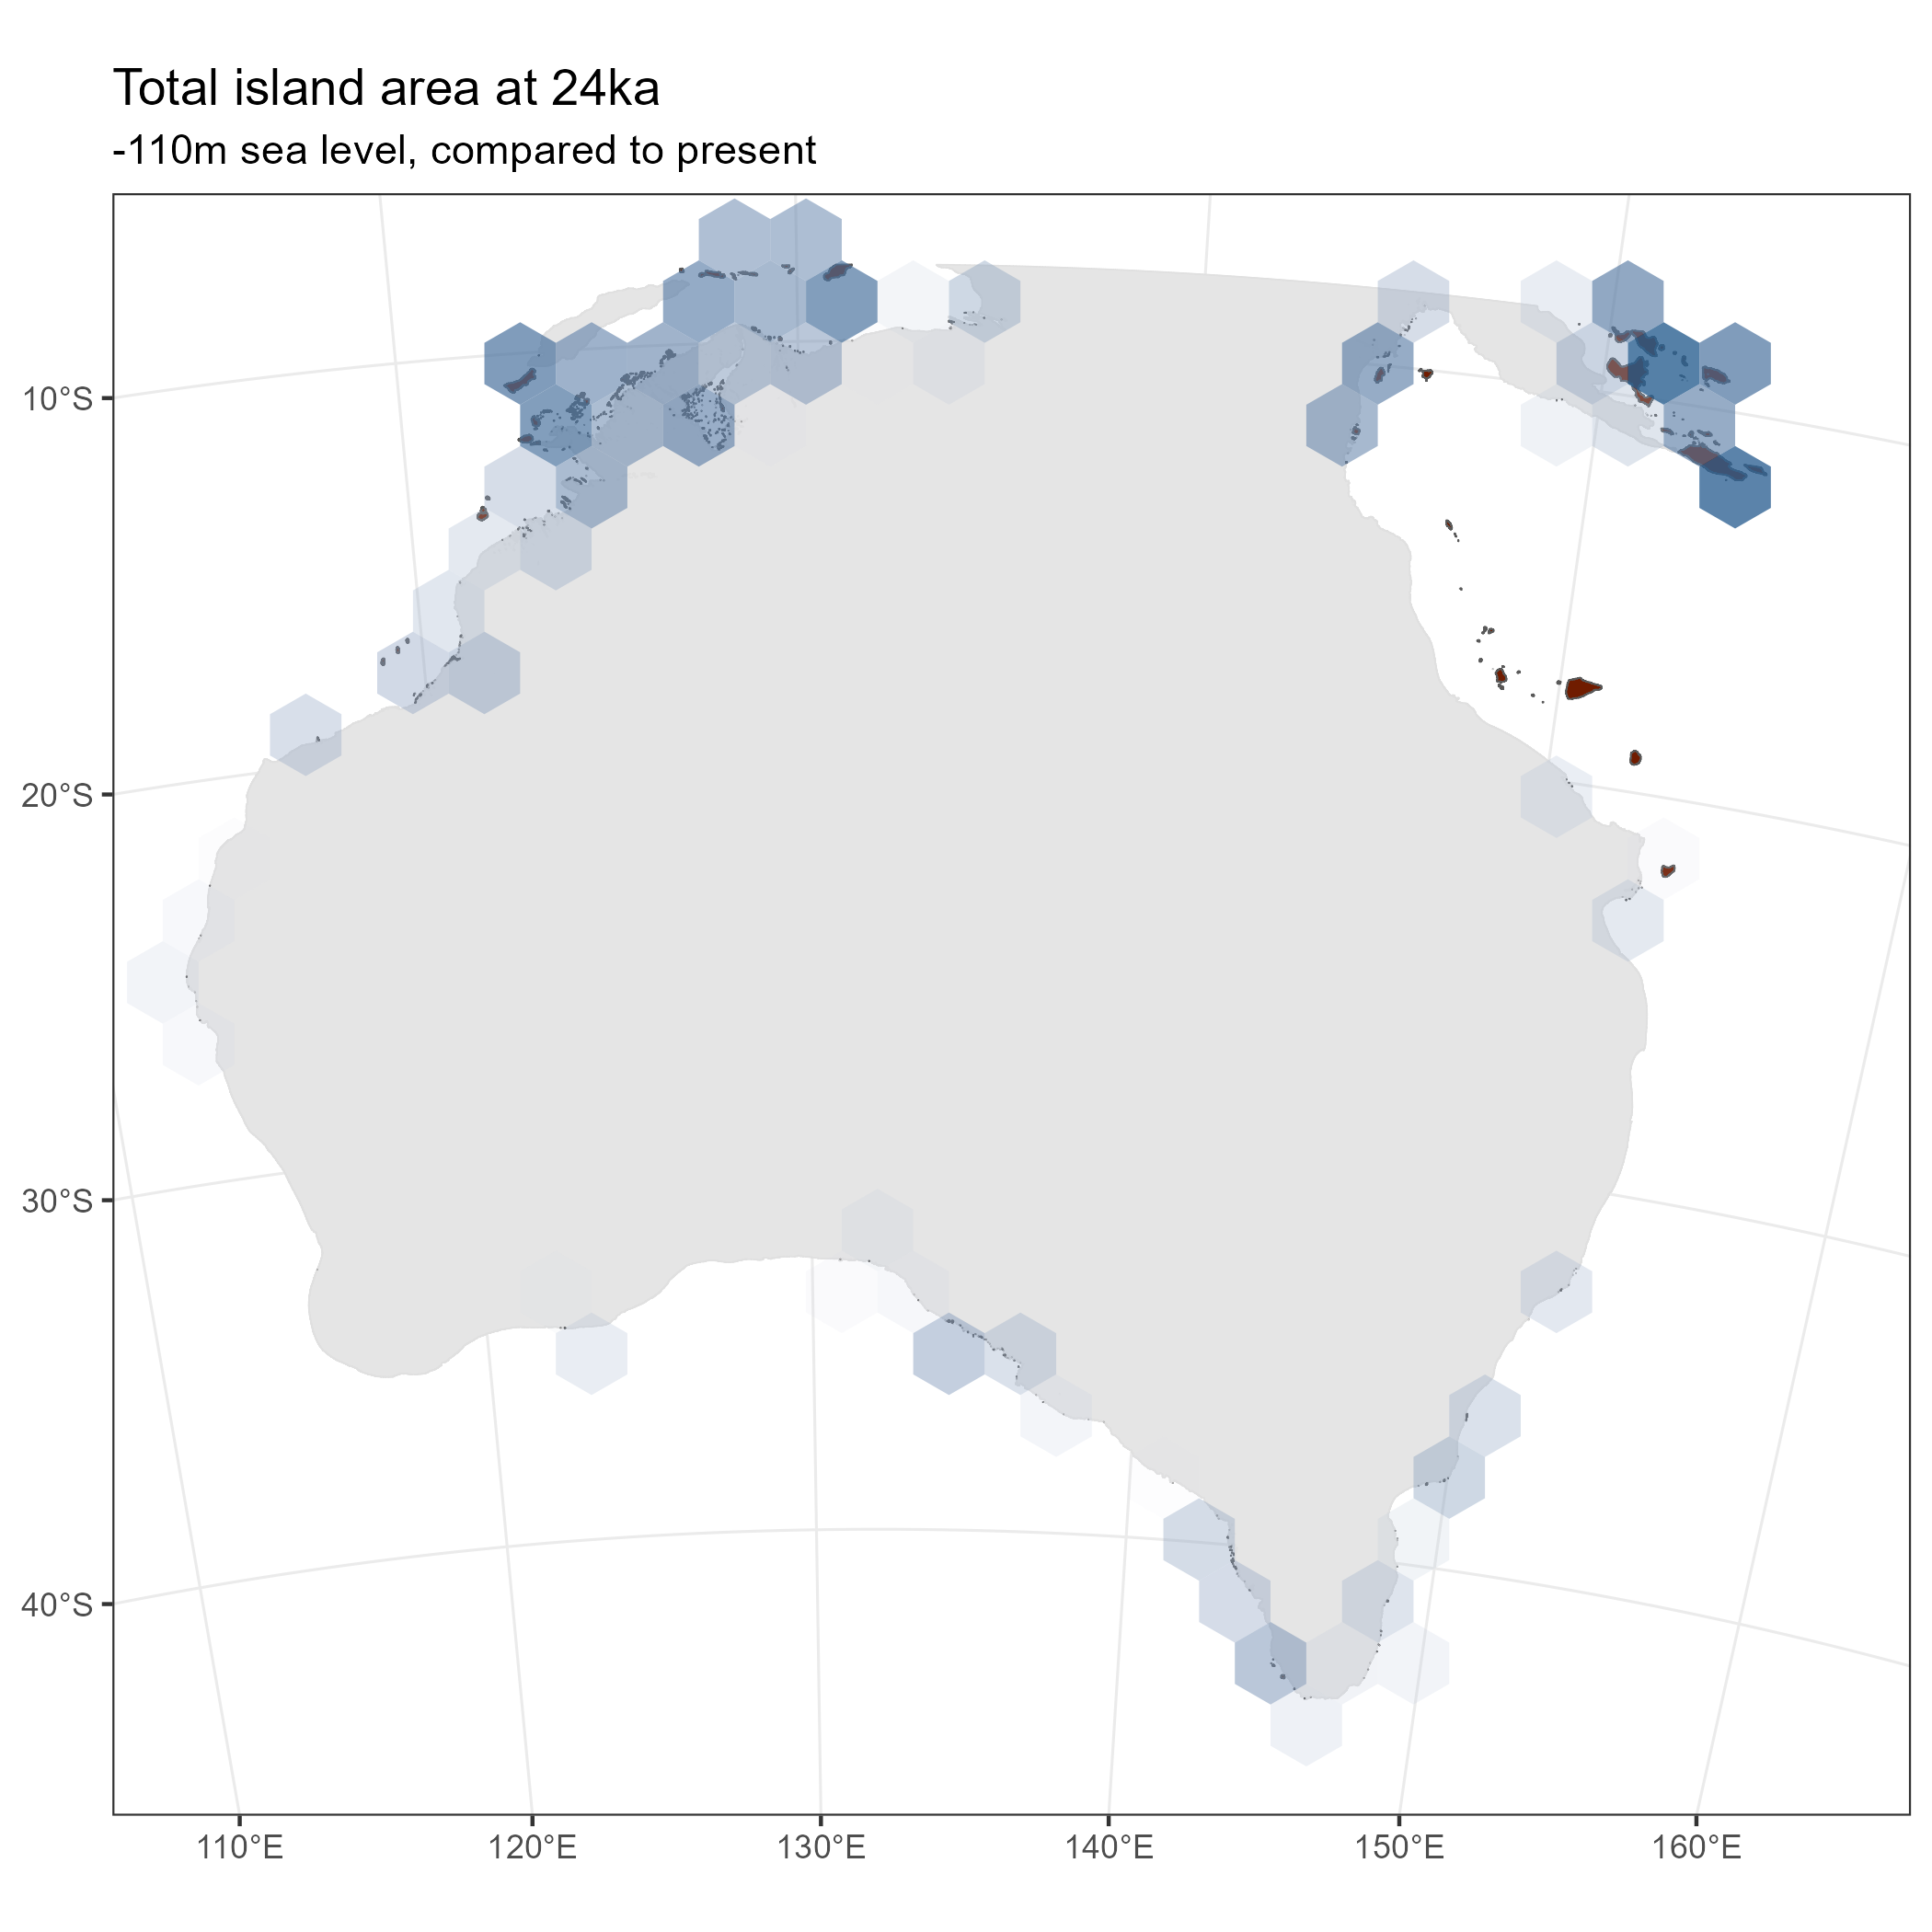 Total island area at 24ka
-110m sea level, compared to present
10°S
20°S
30°S
40°S
110°E
120°E
130°E
140°E
150°E
160°E